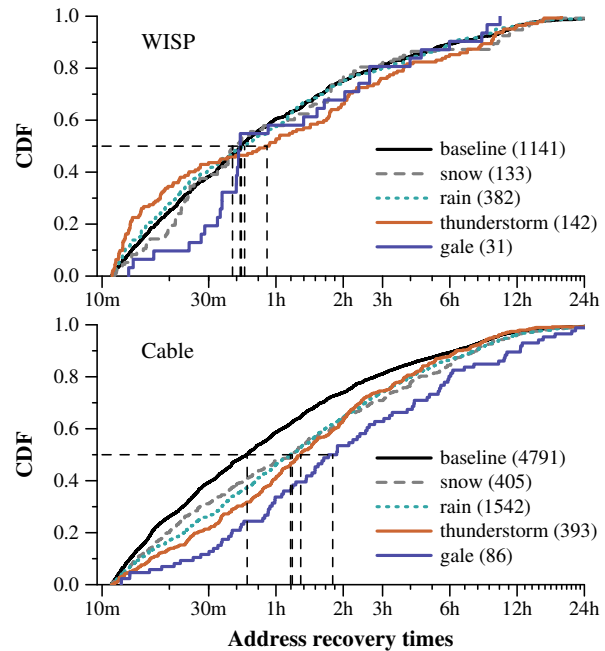 WISP
CDF
1.0
0.8
0.6
0.4
0.2
0.0
baseline (1141)
snow (133)
rain (382)
thunderstorm (142)
gale (31)
10m 30m 1h 2h 3h 6h 12h 24h
Cable
CDF
1.0
0.8
0.6
0.4
0.2
0.0
baseline (4791)
snow (405)
rain (1542)
thunderstorm (393)
gale (86)
10m 30m 1h 2h 3h 6h 12h 24h
Address recovery times